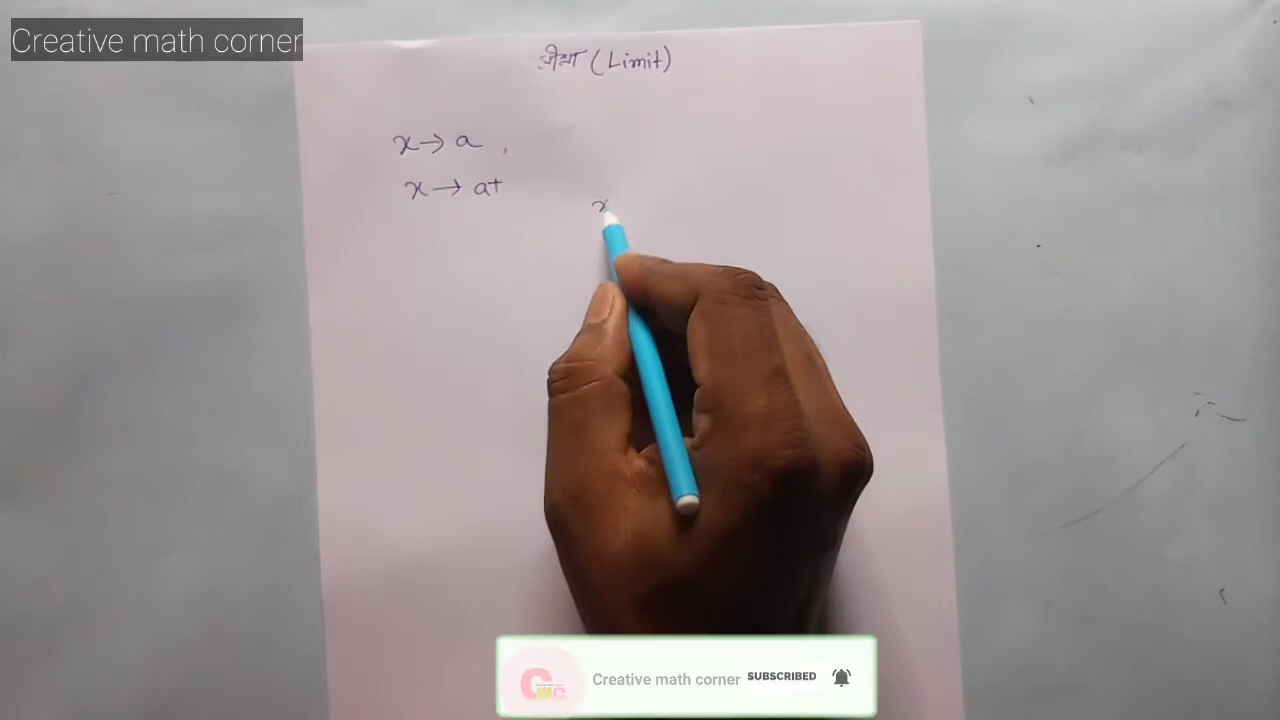 Creative math corner
সীমা (Limit)
x → a ,
x → a+
x
Creative math corner SUBSCRIBED